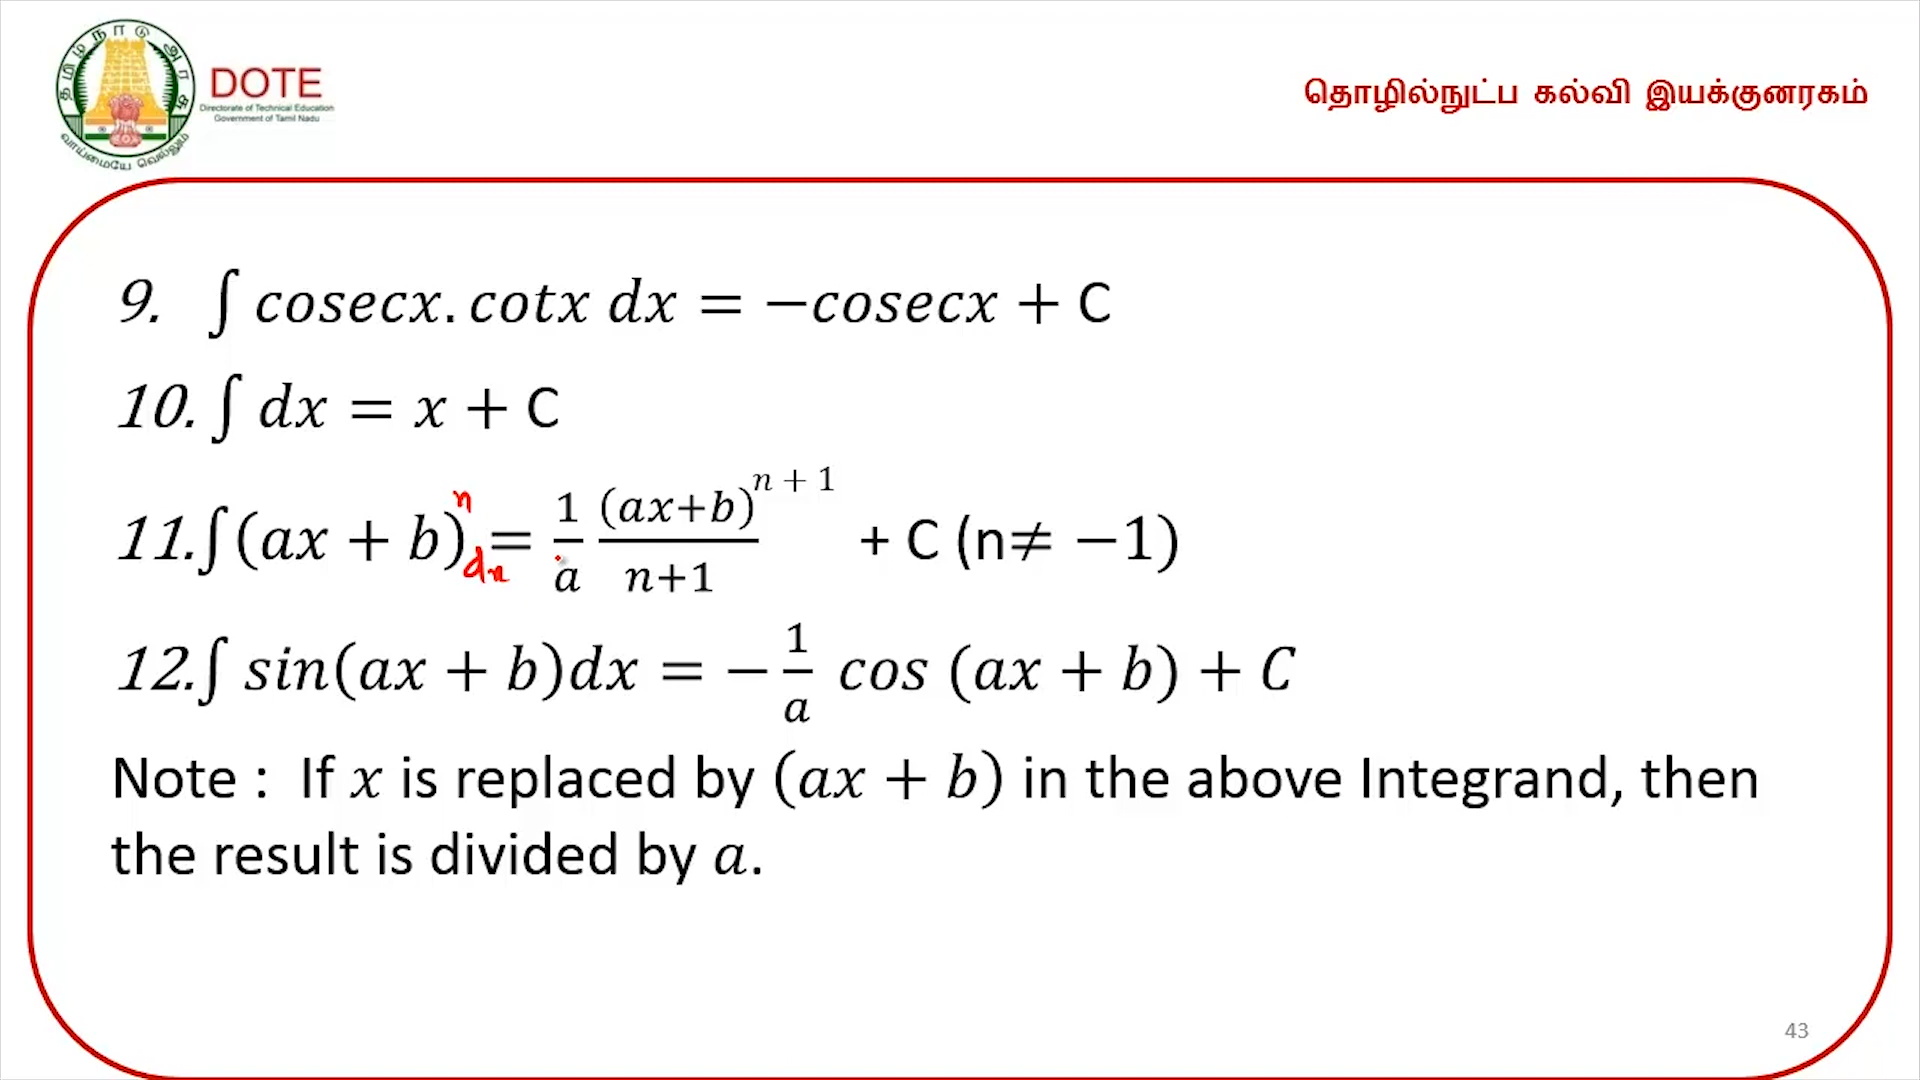 தமிழ்நாடு அரசு
வாய்மையே வெல்லும்
DOTE
Directorate of Technical Education
Government of Tamil Nadu
தொழில்நுட்ப கல்வி இயக்குனரகம்
9. ∫ cosecx. cotx dx = −cosecx + C
10. ∫ dx = x + C
11. ∫(ax + b)ⁿ dx = 1/a (ax+b)ⁿ⁺¹/n+1 + C (n≠ −1)
12. ∫ sin(ax + b)dx = −1/a cos (ax + b) + C
Note : If x is replaced by (ax + b) in the above Integrand, then
the result is divided by a.
43